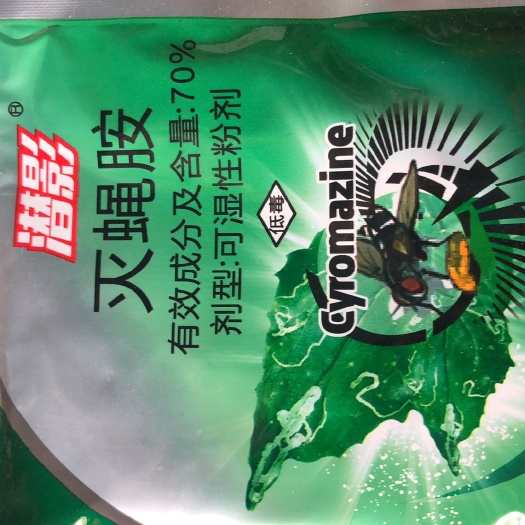 潜影®
灭蝇胺
有效成分及含量:70%
剂型:可湿性粉剂
低毒
Cyromazine